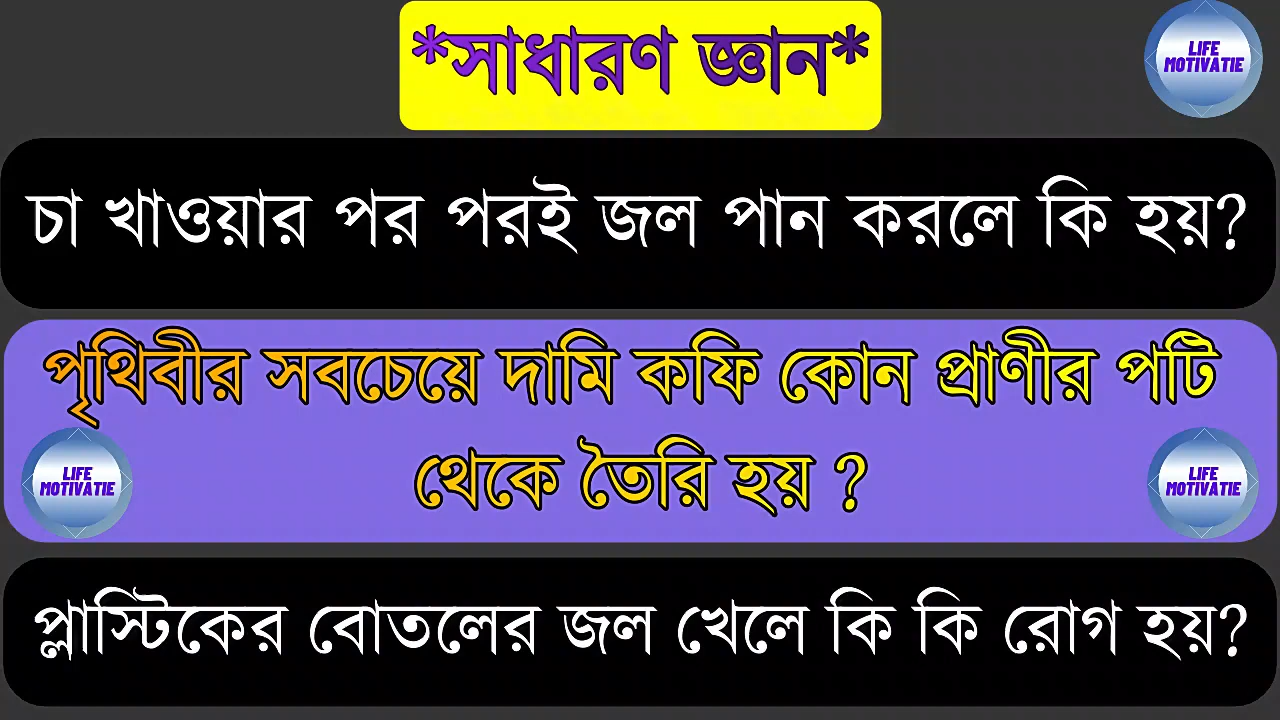 *সাধারণ জ্ঞান*
LIFE
MOTIVATIE
চা খাওয়ার পর পরই জল পান করলে কি হয়?
পৃথিবীর সবচেয়ে দামি কফি কোন প্রাণীর পটি
থেকে তৈরি হয় ?
LIFE
MOTIVATIE
LIFE
MOTIVATIE
প্লাস্টিকের বোতলের জল খেলে কি কি রোগ হয়?